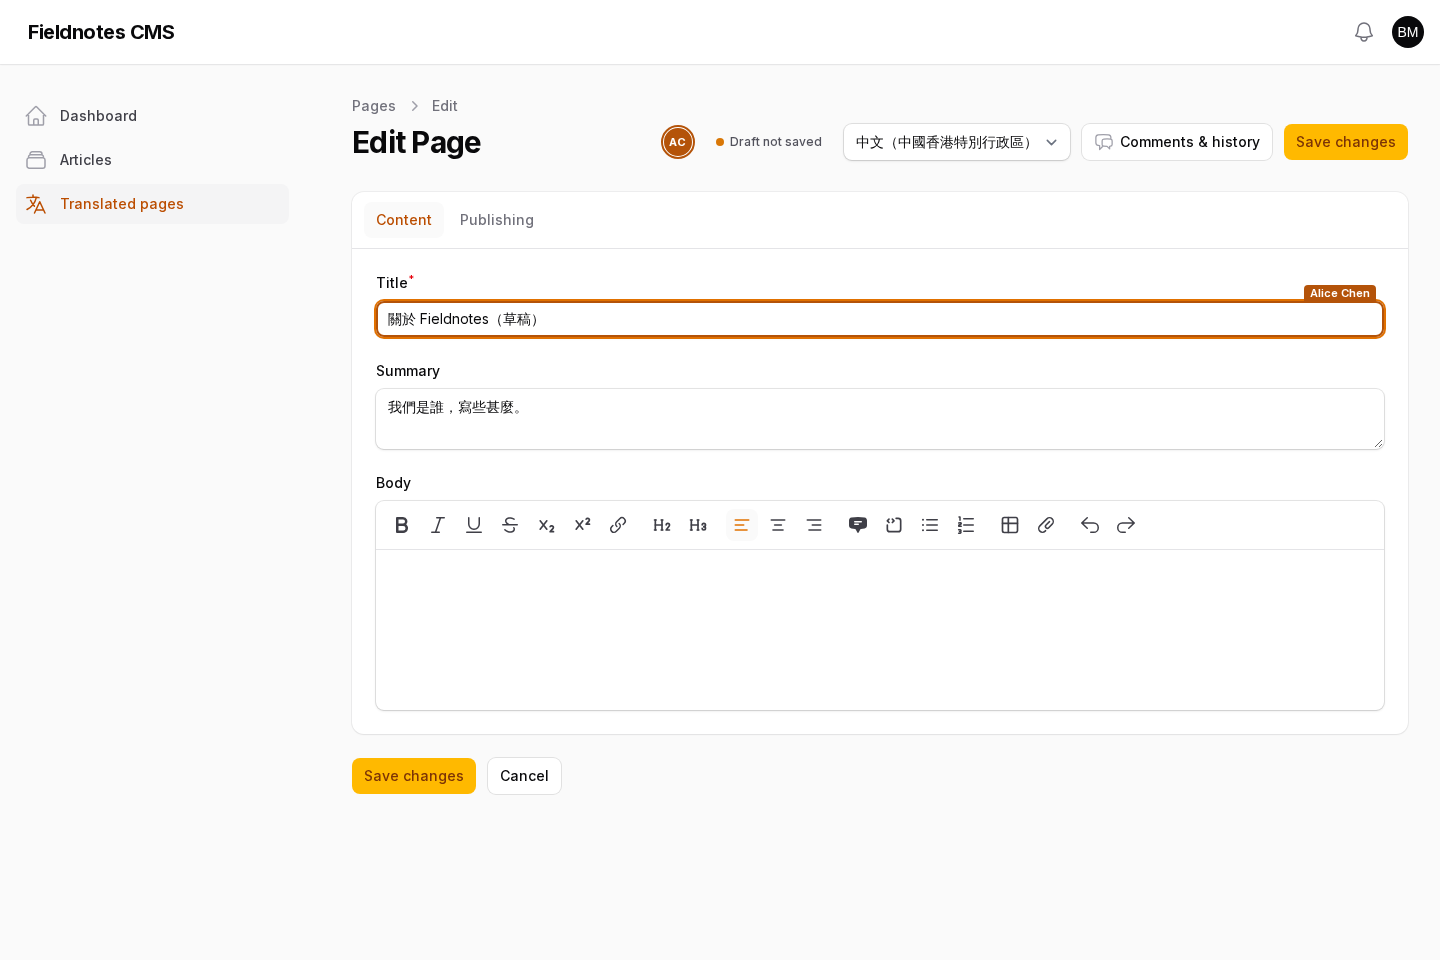 Fieldnotes CMS
BM
Dashboard
Articles
Translated pages
Pages
Edit
Edit Page
AC
Draft not saved
中文（中國香港特別行政區）
Comments & history
Save changes
Content
Publishing
Title*
Alice Chen
關於 Fieldnotes（草稿）
Summary
我們是誰，寫些甚麼。
Body
H2
H3
Save changes
Cancel